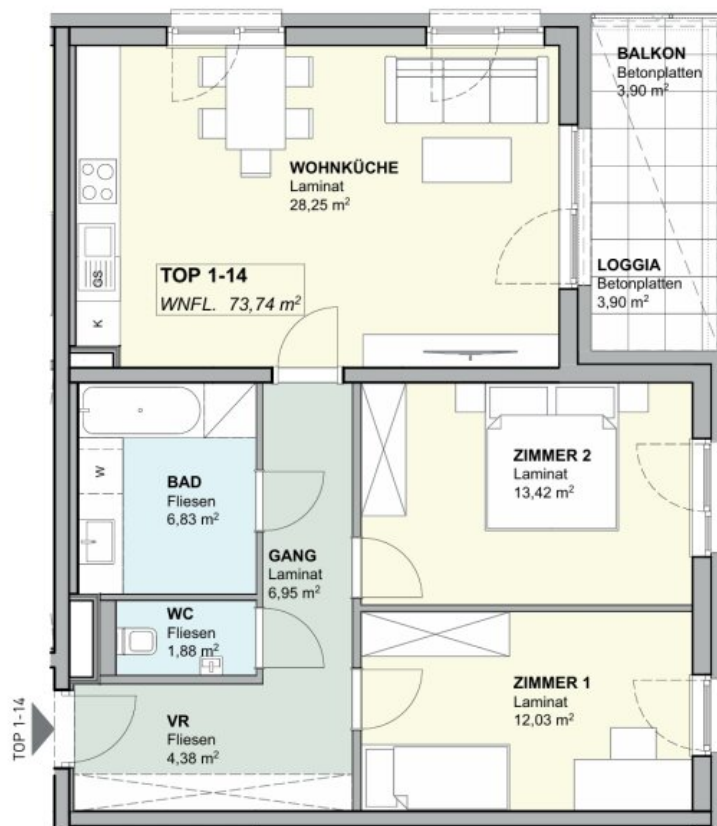 BALKON
Betonplatten
3,90 m²
WOHNKÜCHE
Laminat
28,25 m²
TOP 1-14
WNFL. 73,74 m²
GS
K
LOGGIA
Betonplatten
3,90 m²
ZIMMER 2
Laminat
13,42 m²
W
BAD
Fliesen
6,83 m²
GANG
Laminat
6,95 m²
WC
Fliesen
1,88 m²
ZIMMER 1
Laminat
12,03 m²
VR
Fliesen
4,38 m²
TOP 1-14